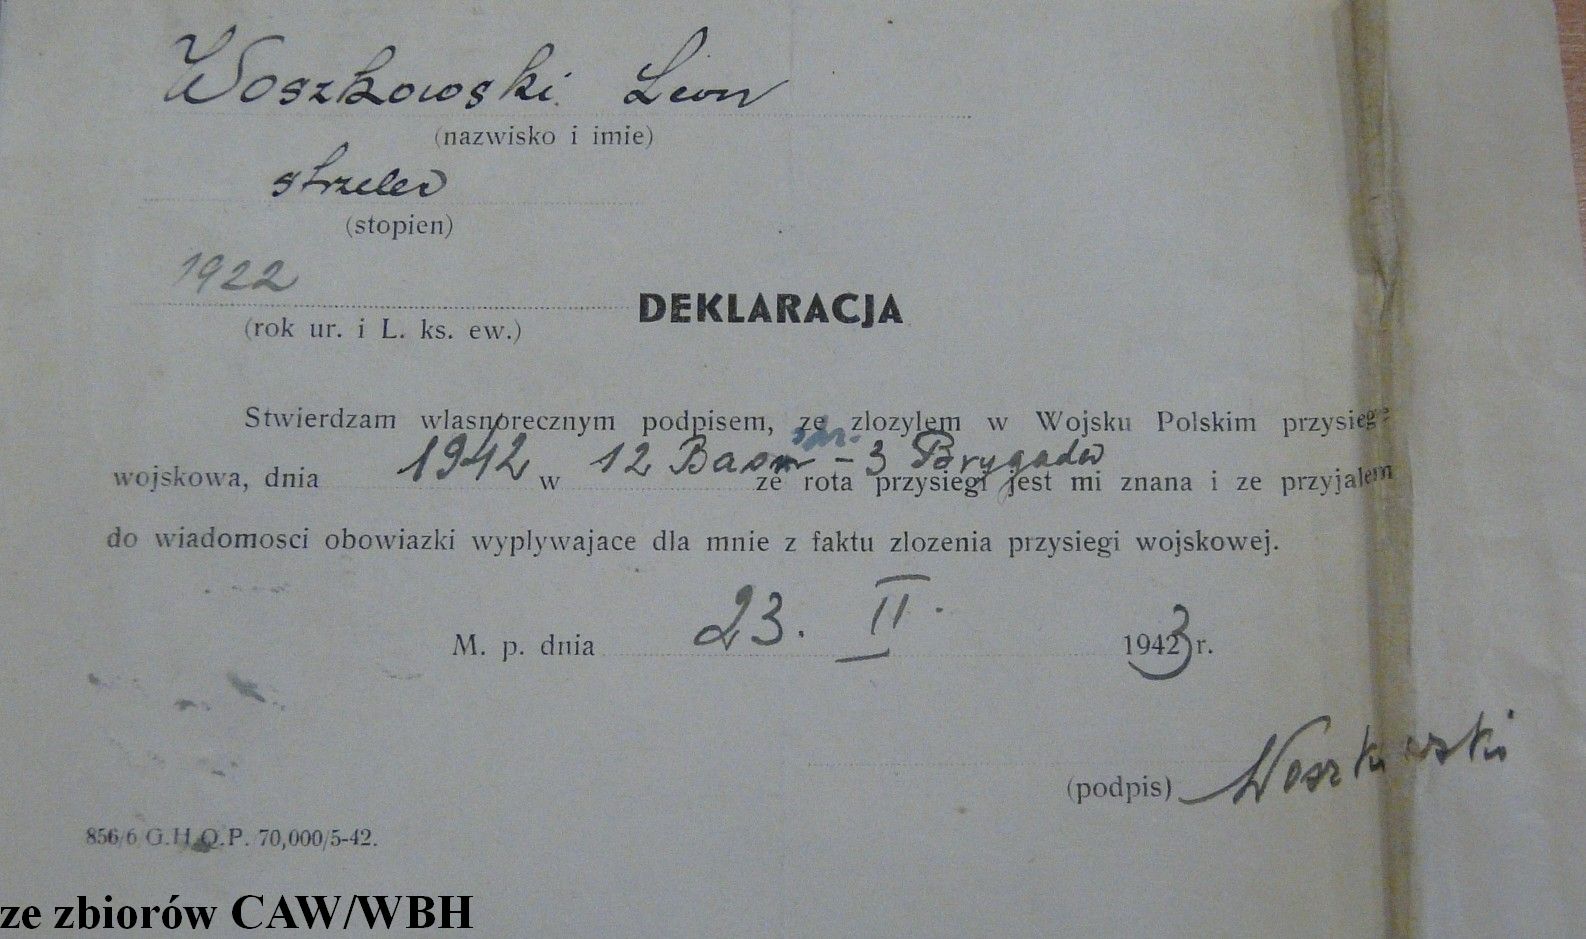 Woszkowski Leon
(nazwisko i imie)
strzelec
(stopien)
1922
(rok ur. i L. ks. ew.)
DEKLARACJA
Stwierdzam wlasnorecznym podpisem, ze zlozylem w Wojsku Polskim przysiege
wojskowa, dnia 1942 w 12 Baon - 3 Brygada ze rota przysiegi jest mi znana i ze przyjalem
do wiadomosci obowiazki wyplywajace dla mnie z faktu zlozenia przysiegi wojskowej.
M. p. dnia 23. II. 1943 r.
(podpis) Woszkowski
856/6 G.H.Q.P. 70,000/5-42.
ze zbiorów CAW/WBH